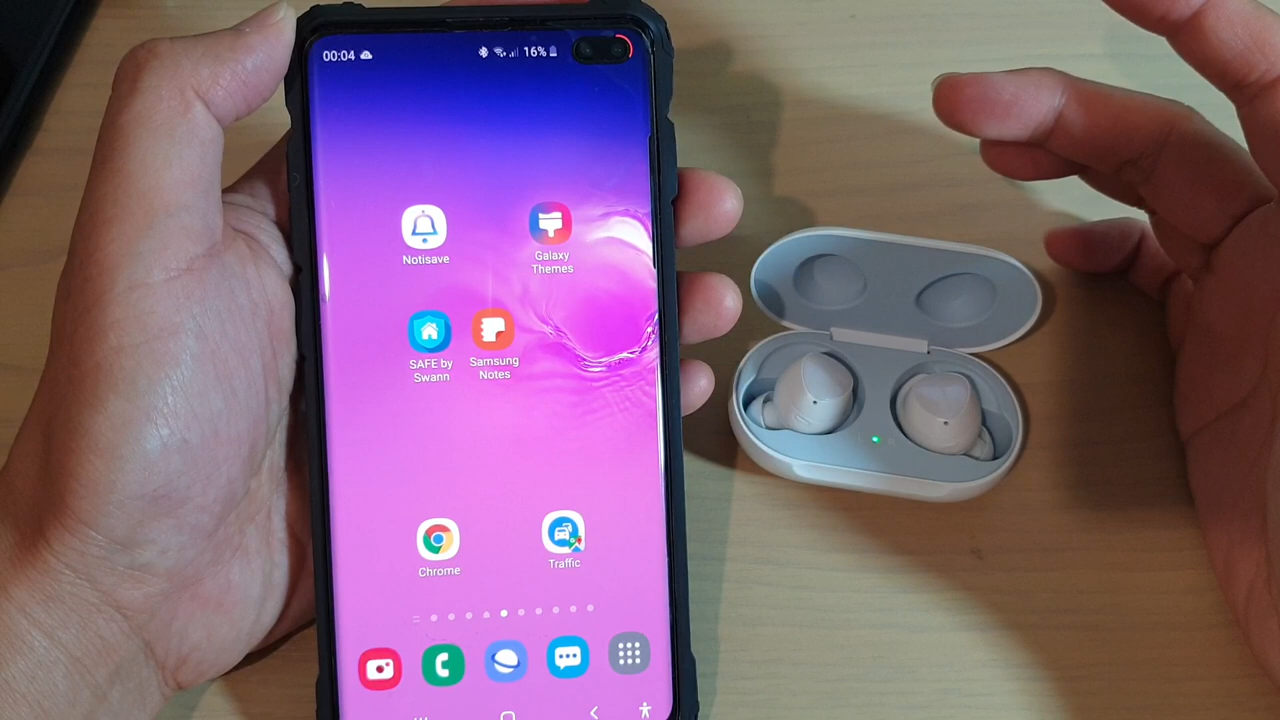 00:04
16%
Notisave
Galaxy
Themes
SAFE by
Swann
Samsung
Notes
Chrome
Traffic